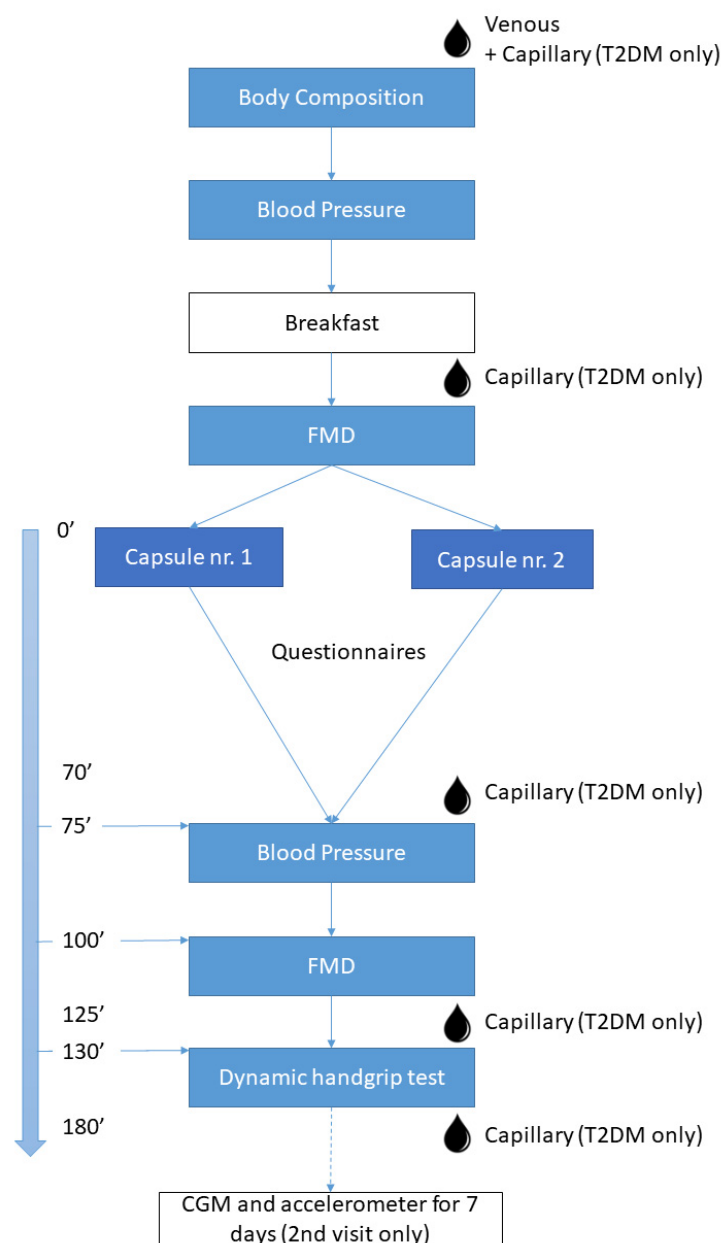 Venous
+ Capillary (T2DM only)
Body Composition
Blood Pressure
Breakfast
Capillary (T2DM only)
FMD
0’
Capsule nr. 1
Capsule nr. 2
Questionnaires
70’
Capillary (T2DM only)
75’
Blood Pressure
100’
FMD
125’
Capillary (T2DM only)
130’
Dynamic handgrip test
180’
Capillary (T2DM only)
CGM and accelerometer for 7
days (2nd visit only)